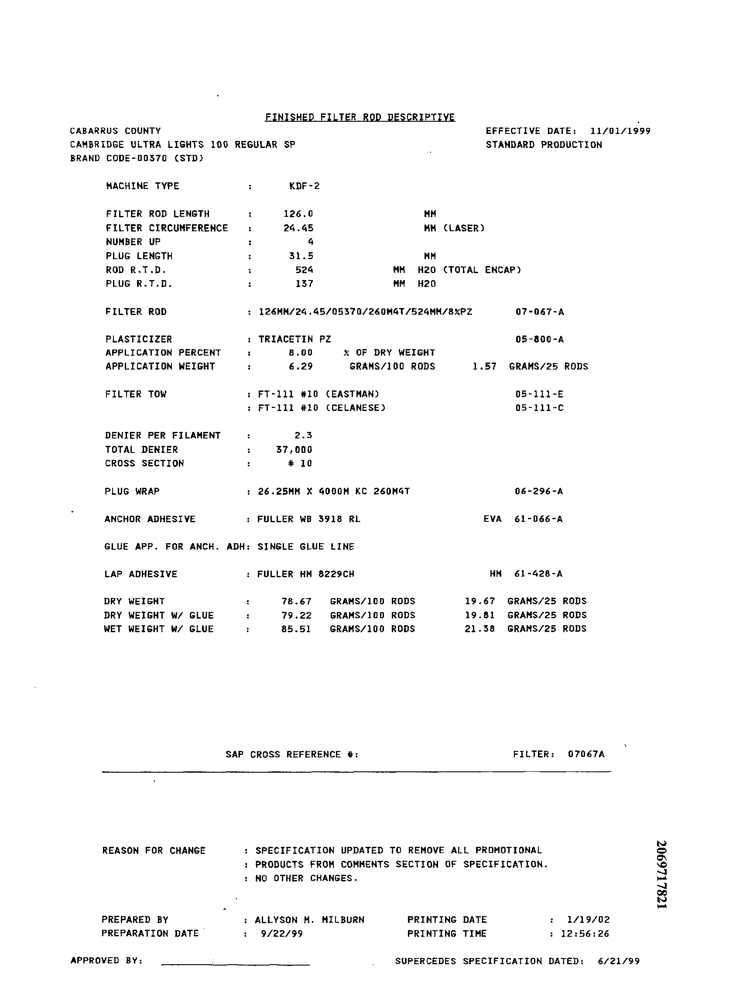 FINISHED FILTER ROD DESCRIPTIVE
CABARRUS COUNTY EFFECTIVE DATE: 11/01/1999
CAMBRIDGE ULTRA LIGHTS 100 REGULAR SP STANDARD PRODUCTION
BRAND CODE-00370 (STD)
MACHINE TYPE : KDF-2
FILTER ROD LENGTH : 126.0 MM
FILTER CIRCUMFERENCE : 24.45 MM (LASER)
NUMBER UP : 4
PLUG LENGTH : 31.5 MM
ROD R.T.D. : 524 MM H2O (TOTAL ENCAP)
PLUG R.T.D. : 137 MM H2O
FILTER ROD : 126MM/24.45/05370/260M4T/524MM/8%PZ 07-067-A
PLASTICIZER : TRIACETIN PZ 05-800-A
APPLICATION PERCENT : 8.00 % OF DRY WEIGHT
APPLICATION WEIGHT : 6.29 GRAMS/100 RODS 1.57 GRAMS/25 RODS
FILTER TOW : FT-111 #10 (EASTMAN) 05-111-E
: FT-111 #10 (CELANESE) 05-111-C
DENIER PER FILAMENT : 2.3
TOTAL DENIER : 37,000
CROSS SECTION : # 10
PLUG WRAP : 26.25MM X 4000M KC 260M4T 06-296-A
ANCHOR ADHESIVE : FULLER WB 3918 RL EVA 61-066-A
GLUE APP. FOR ANCH. ADH: SINGLE GLUE LINE
LAP ADHESIVE : FULLER HM 8229CH HM 61-428-A
DRY WEIGHT : 78.67 GRAMS/100 RODS 19.67 GRAMS/25 RODS
DRY WEIGHT W/ GLUE : 79.22 GRAMS/100 RODS 19.81 GRAMS/25 RODS
WET WEIGHT W/ GLUE : 85.51 GRAMS/100 RODS 21.38 GRAMS/25 RODS
SAP CROSS REFERENCE #: FILTER: 07067A
REASON FOR CHANGE : SPECIFICATION UPDATED TO REMOVE ALL PROMOTIONAL
: PRODUCTS FROM COMMENTS SECTION OF SPECIFICATION.
: NO OTHER CHANGES.
2069717821
PREPARED BY : ALLYSON M. MILBURN PRINTING DATE : 1/19/02
PREPARATION DATE : 9/22/99 PRINTING TIME : 12:56:26
APPROVED BY: SUPERCEDES SPECIFICATION DATED: 6/21/99